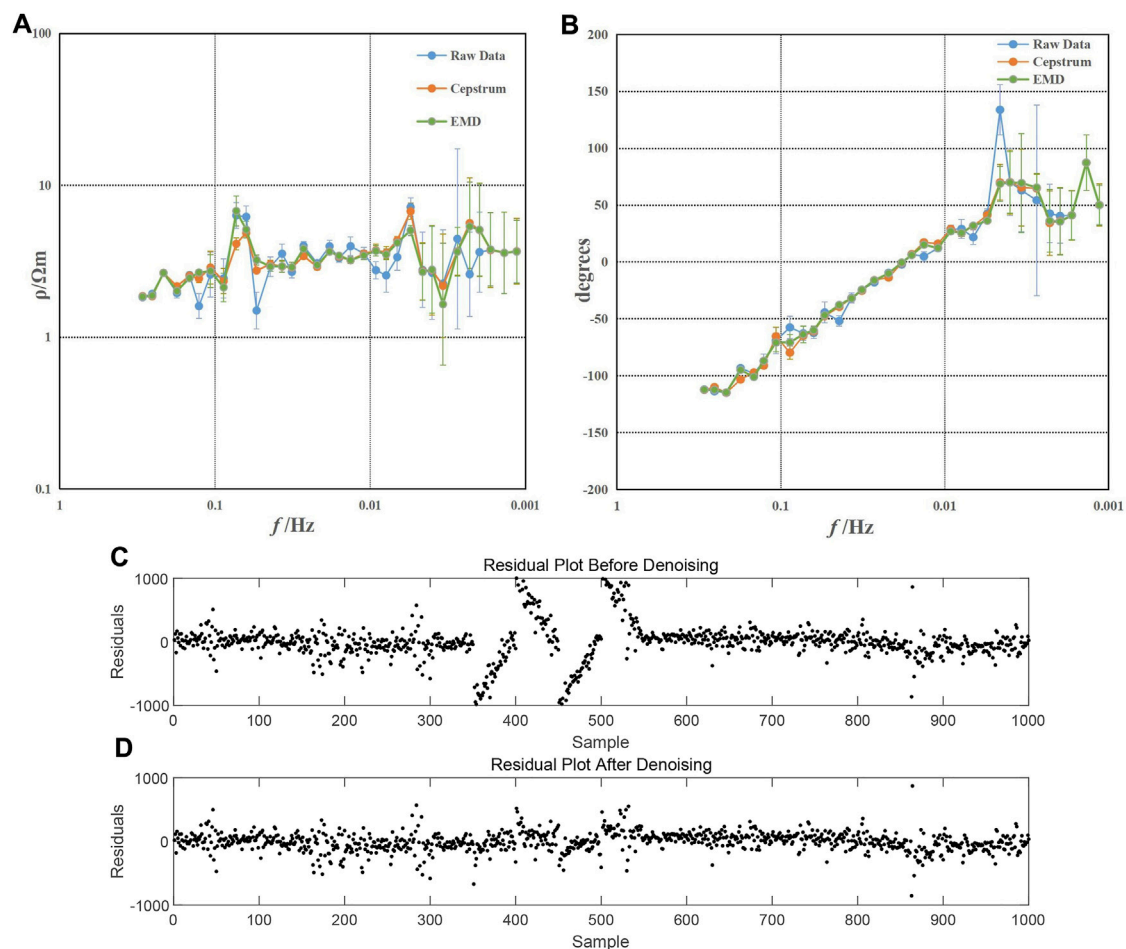 A
100
10
1
0.1
ρ/Ωm
Raw Data
Cepstrum
EMD
1
0.1
0.01
0.001
f/Hz
B
200
150
100
50
0
-50
-100
-150
-200
degrees
Raw Data
Cepstrum
EMD
1
0.1
0.01
0.001
f/Hz
C
Residual Plot Before Denoising
1000
0
-1000
Residuals
0 100 200 300 400 500 600 700 800 900 1000
Sample
D
Residual Plot After Denoising
1000
0
-1000
Residuals
0 100 200 300 400 500 600 700 800 900 1000
Sample